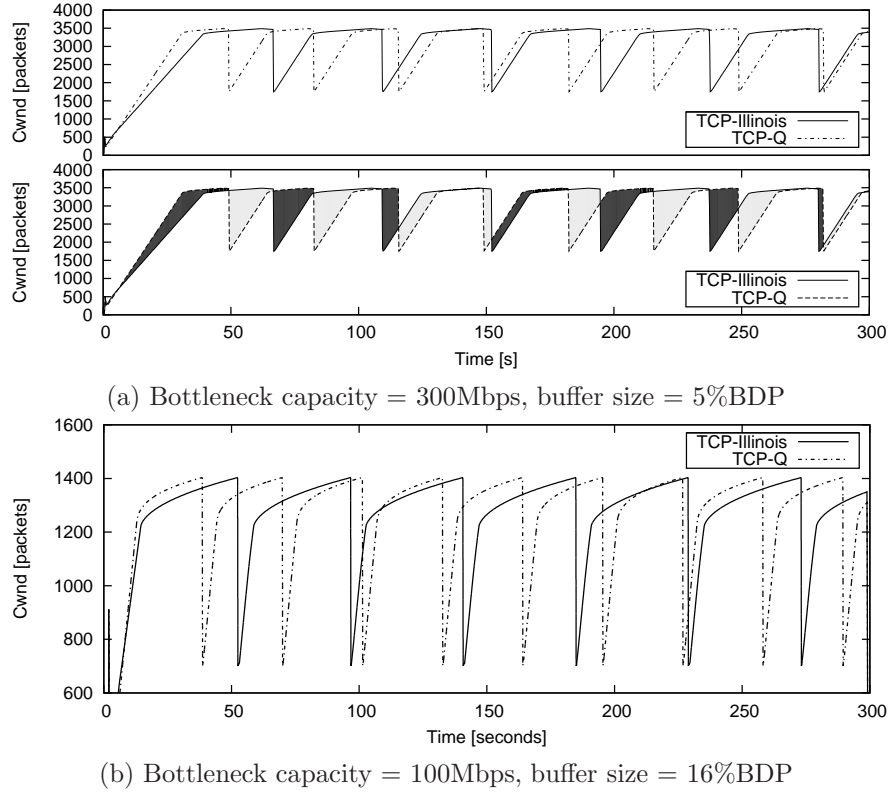 4000
3500
3000
2500
2000
1500
1000
500
0
Cwnd [packets]
TCP-Illinois
TCP-Q
4000
3500
3000
2500
2000
1500
1000
500
0
Cwnd [packets]
TCP-Illinois
TCP-Q
0 50 100 150 200 250 300
Time [s]
(a) Bottleneck capacity = 300Mbps, buffer size = 5%BDP
1600
1400
1200
1000
800
600
Cwnd [packets]
TCP-Illinois
TCP-Q
0 50 100 150 200 250 300
Time [seconds]
(b) Bottleneck capacity = 100Mbps, buffer size = 16%BDP